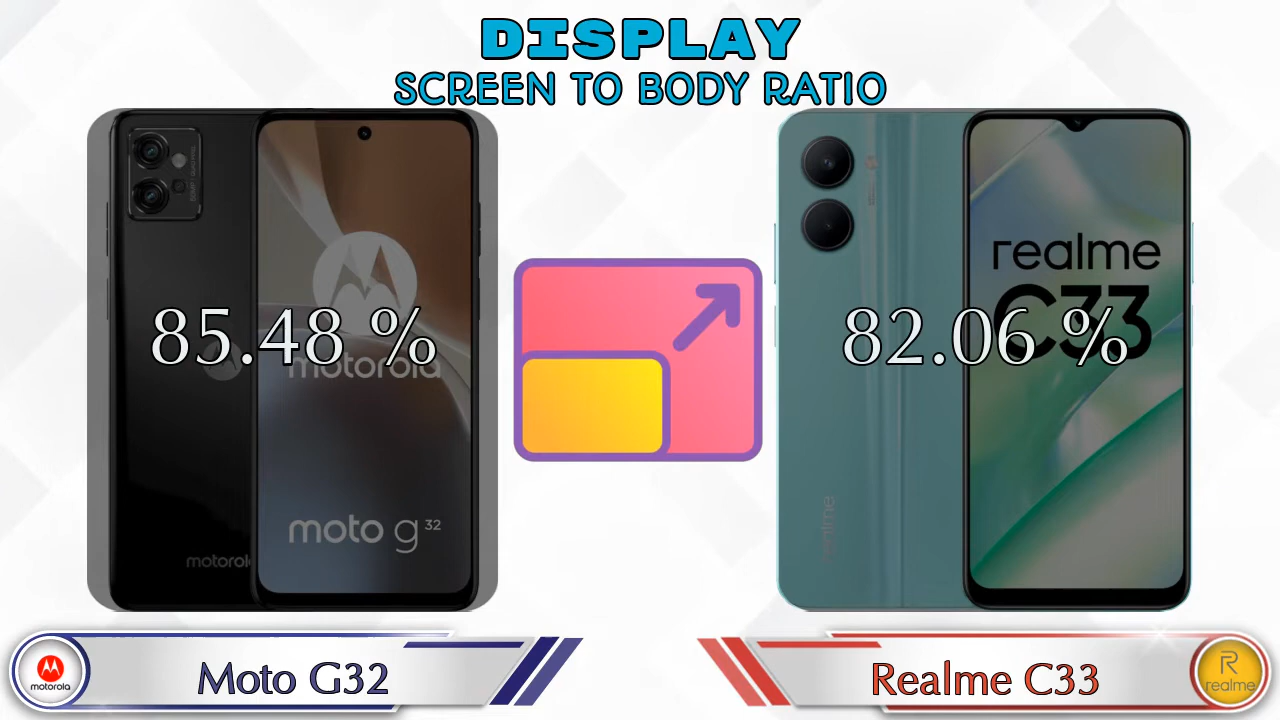 DISPLAY
SCREEN TO BODY RATIO
85.48 %
motorola
moto g32
motorola
realme
C33
82.06 %
realme
motorola
Moto G32
Realme C33
R
realme